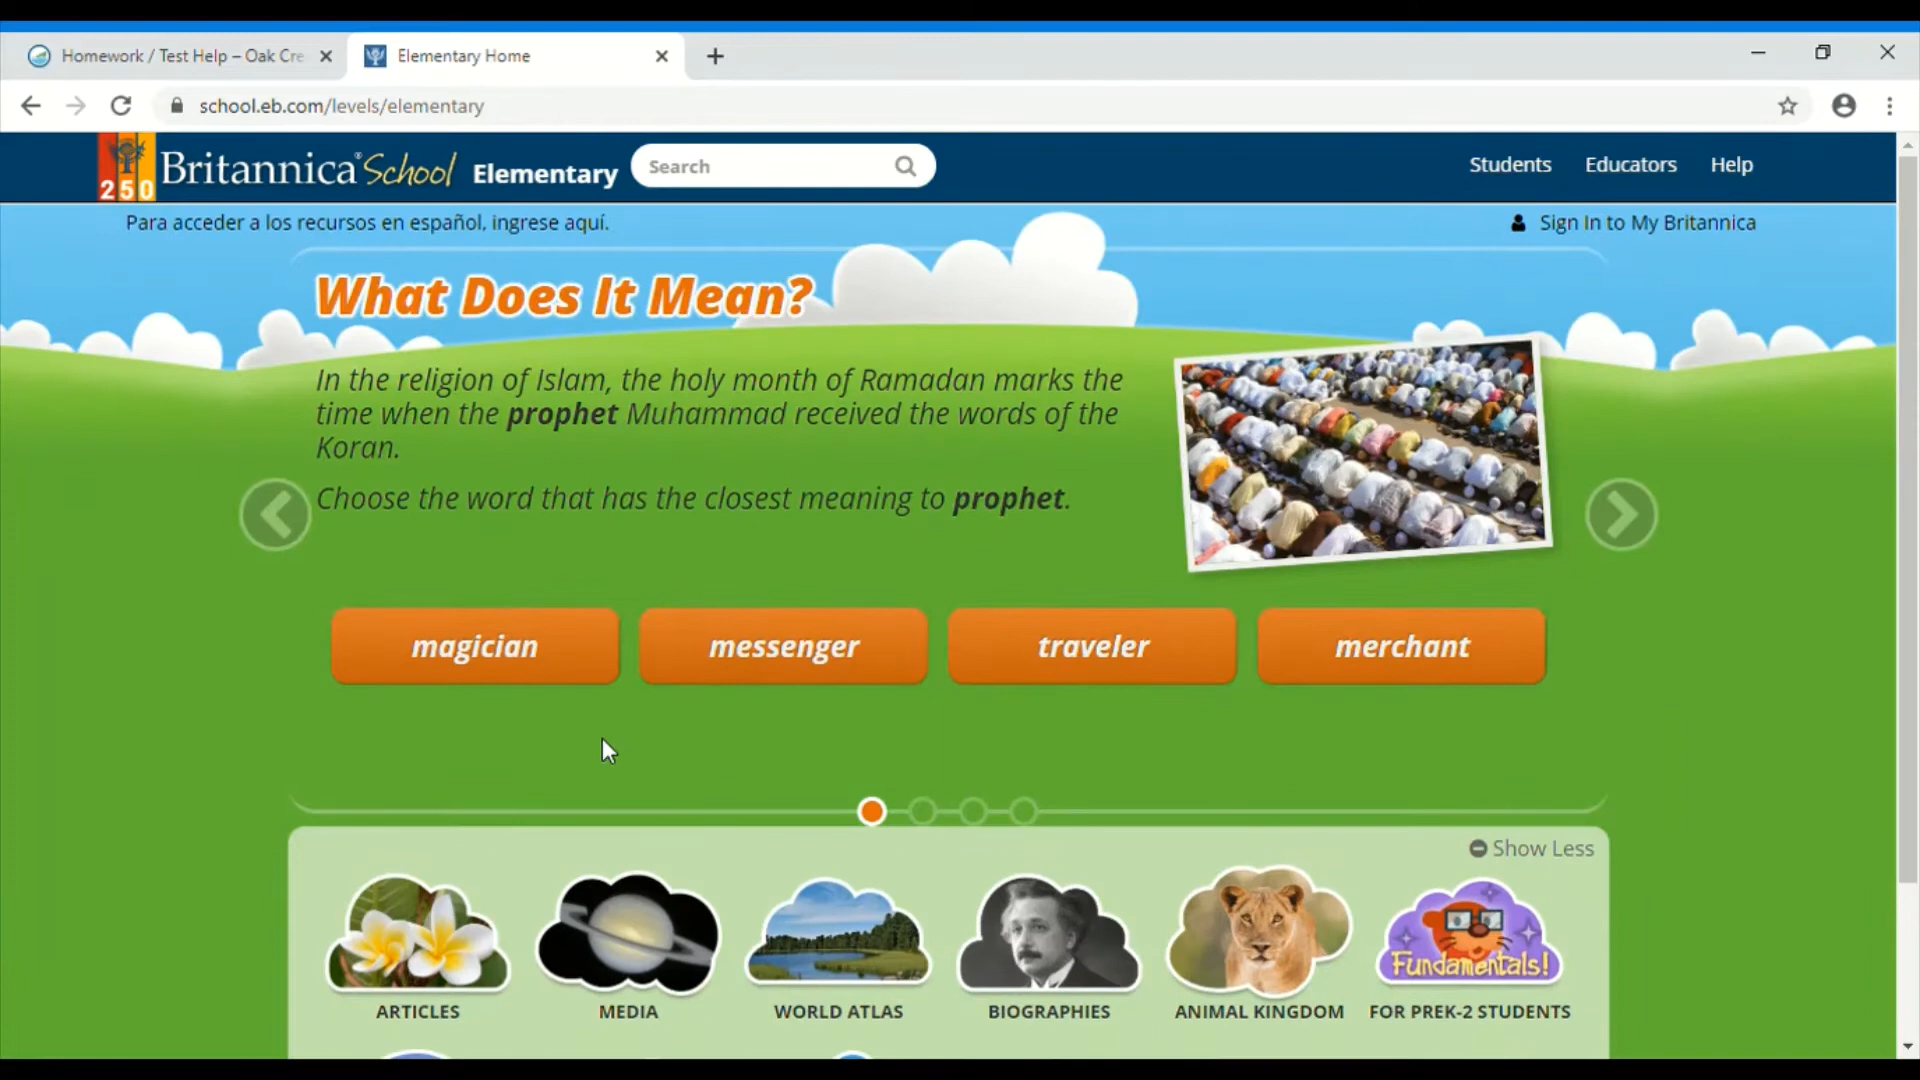 Homework / Test Help – Oak Cre
Elementary Home
school.eb.com/levels/elementary
250
Britannica® School Elementary
Search
Students
Educators
Help
Para acceder a los recursos en español, ingrese aquí.
Sign In to My Britannica
What Does It Mean?
In the religion of Islam, the holy month of Ramadan marks the
time when the prophet Muhammad received the words of the
Koran.
Choose the word that has the closest meaning to prophet.
magician
messenger
traveler
merchant
Show Less
Fundamentals!
ARTICLES
MEDIA
WORLD ATLAS
BIOGRAPHIES
ANIMAL KINGDOM
FOR PREK-2 STUDENTS